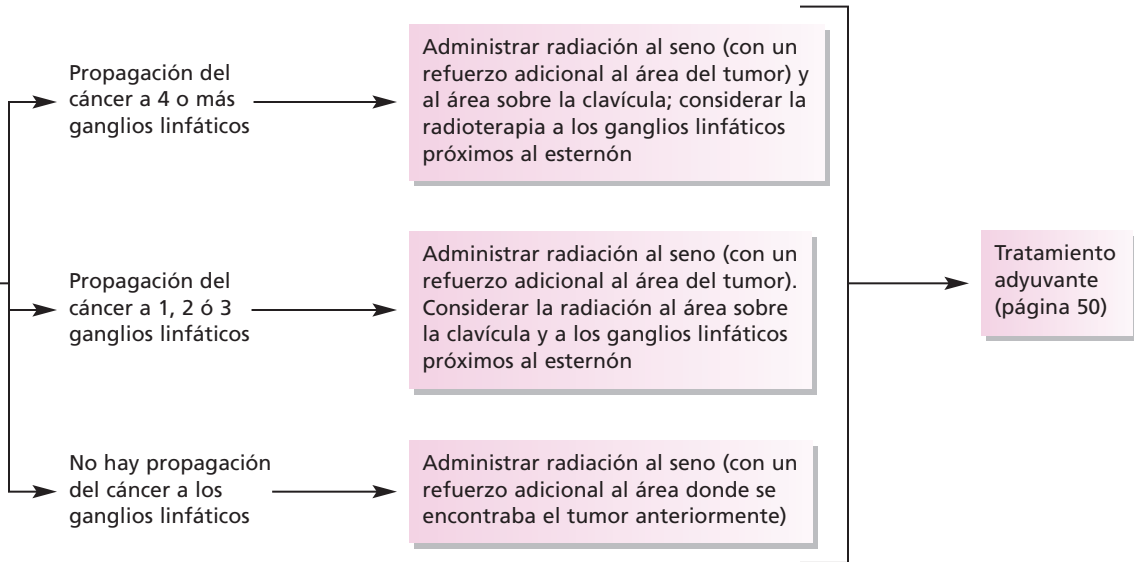 Propagación del
cáncer a 4 o más
ganglios linfáticos
Administrar radiación al seno (con un
refuerzo adicional al área del tumor) y
al área sobre la clavícula; considerar la
radioterapia a los ganglios linfáticos
próximos al esternón
Propagación del
cáncer a 1, 2 ó 3
ganglios linfáticos
Administrar radiación al seno (con un
refuerzo adicional al área del tumor).
Considerar la radiación al área sobre
la clavícula y a los ganglios linfáticos
próximos al esternón
No hay propagación
del cáncer a los
ganglios linfáticos
Administrar radiación al seno (con un
refuerzo adicional al área donde se
encontraba el tumor anteriormente)
Tratamiento
adyuvante
(página 50)